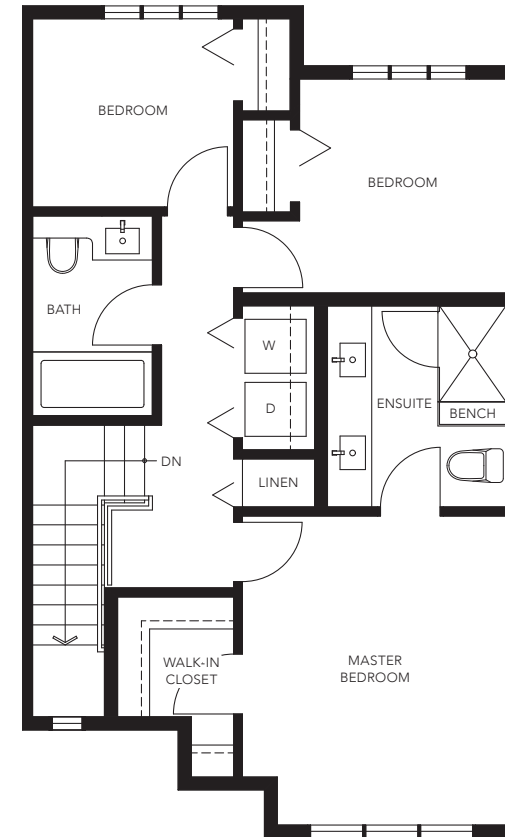 BEDROOM
BEDROOM
BATH
W
D
ENSUITE
BENCH
DN
LINEN
WALK-IN
CLOSET
MASTER
BEDROOM